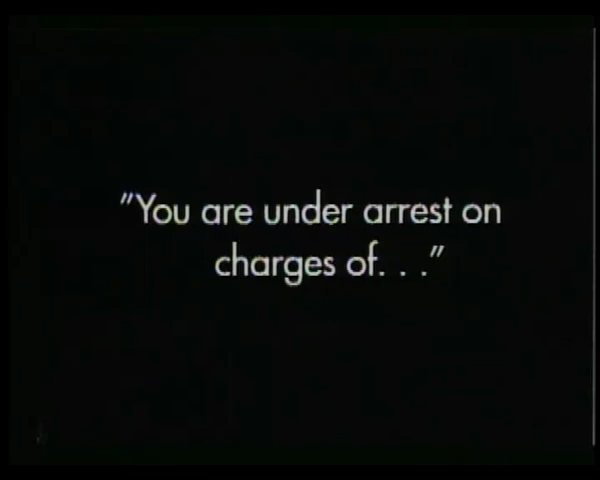 "You are under arrest on
charges of. . ."